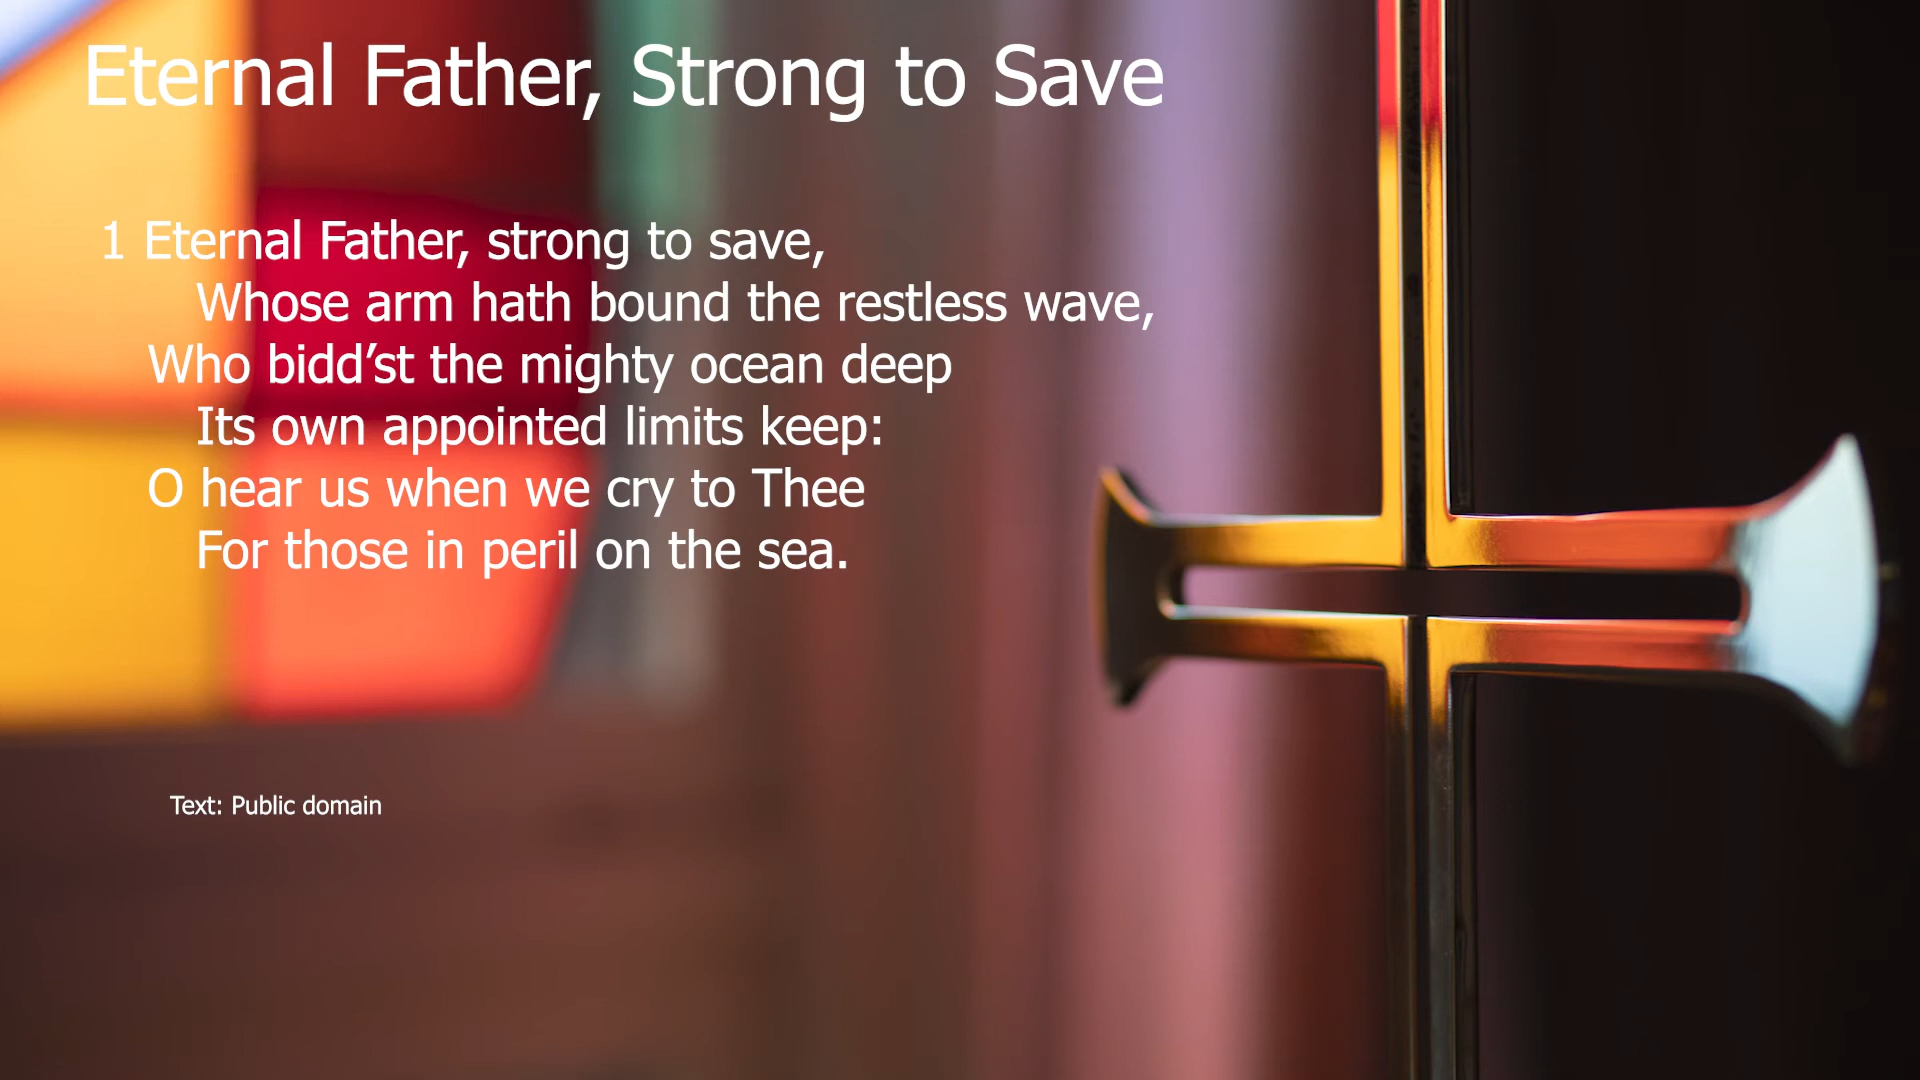 Eternal Father, Strong to Save
1 Eternal Father, strong to save,
Whose arm hath bound the restless wave,
Who bidd’st the mighty ocean deep
Its own appointed limits keep:
O hear us when we cry to Thee
For those in peril on the sea.
Text: Public domain